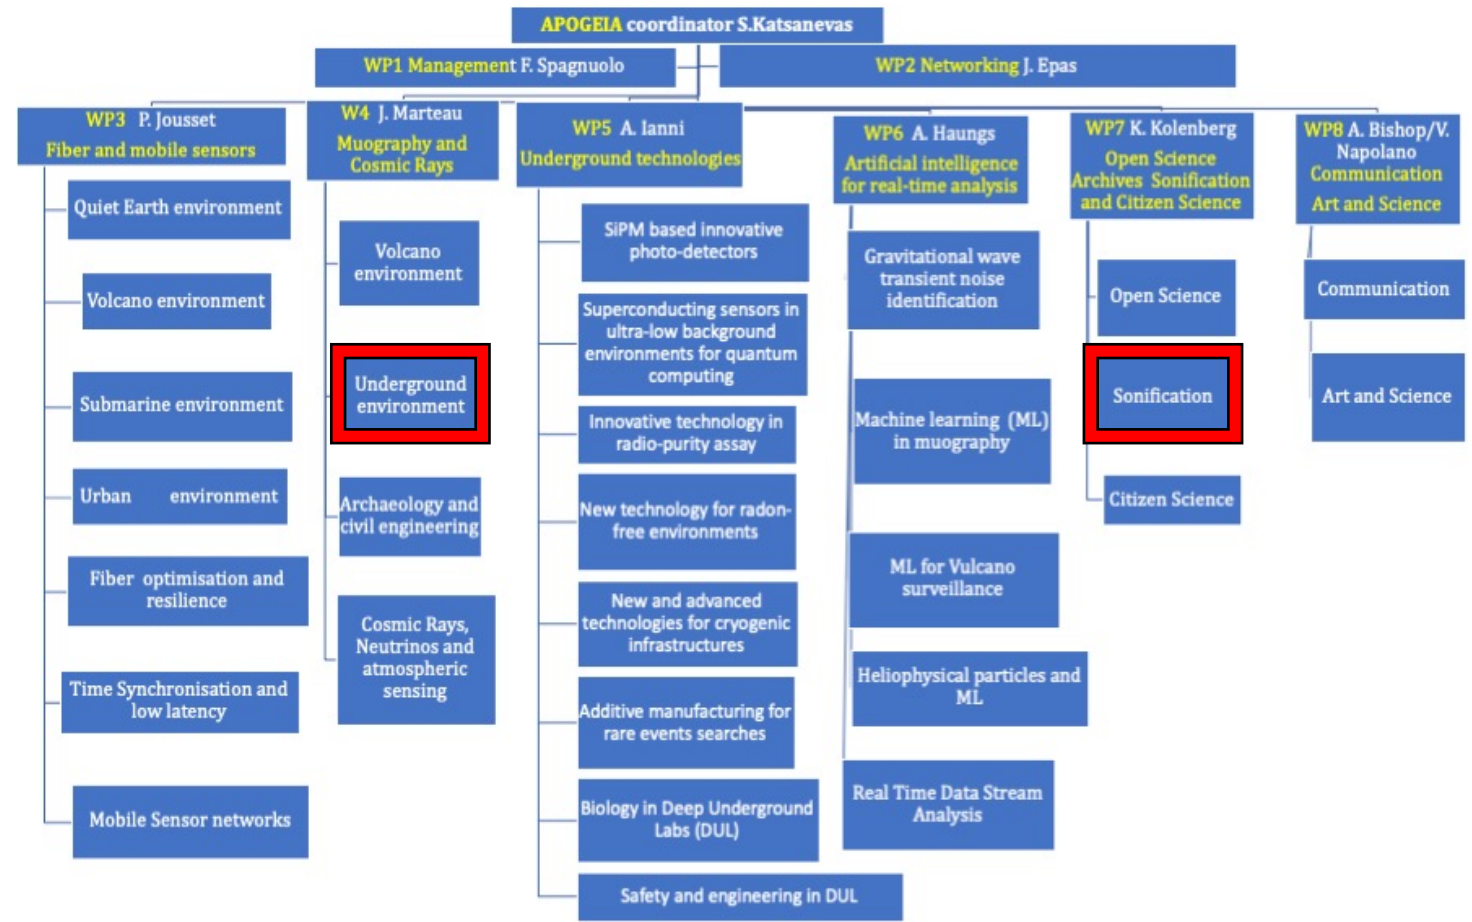 APOGEIA coordinator S.Katsanevas
WP1 Management F. Spagnuolo
WP2 Networking J. Epas
WP3 P. Jousset
Fiber and mobile sensors
Quiet Earth environment
Volcano environment
Submarine environment
Urban environment
Fiber optimisation and
resilience
Time Synchronisation and
low latency
Mobile Sensor networks
W4 J. Marteau
Muography and
Cosmic Rays
Volcano
environment
Underground
environment
Archaeology and
civil engineering
Cosmic Rays,
Neutrinos and
atmospheric
sensing
WP5 A. Ianni
Underground technologies
SiPM based innovative
photo-detectors
Superconducting sensors in
ultra-low background
environments for quantum
computing
Innovative technology in
radio-purity assay
New technology for radon-
free environments
New and advanced
technologies for cryogenic
infrastructures
Additive manufacturing for
rare events searches
Biology in Deep Underground
Labs (DUL)
Safety and engineering in DUL
WP6 A. Haungs
Artificial intelligence
for real-time analysis
Gravitational wave
transient noise
identification
Machine learning (ML)
in muography
ML for Vulcano
surveillance
Heliophysical particles and
ML
Real Time Data Stream
Analysis
WP7 K. Kolenberg
Open Science
Archives Sonification
and Citizen Science
Open Science
Sonification
Citizen Science
WP8 A. Bishop/V.
Napolano
Communication
Art and Science
Communication
Art and Science